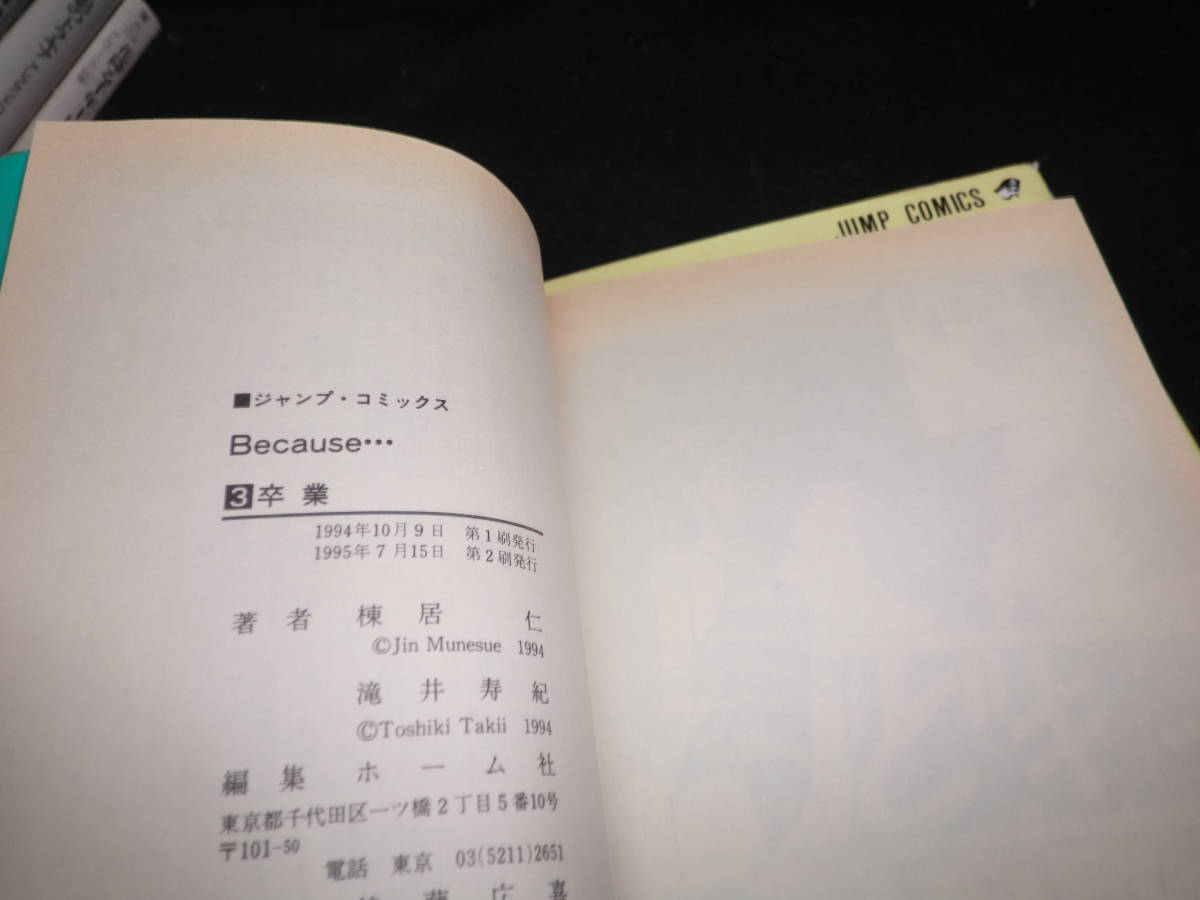 JUMP COMICS
■ジャンプ・コミックス
Because…
3 卒業
1994年10月9日 第1刷発行
1995年7月15日 第2刷発行
著者 棟居 仁
©Jin Munesue 1994
滝井寿紀
©Toshiki Takii 1994
編集 ホーム社
東京都千代田区一ツ橋2丁目5番10号
〒101-50
電話 東京 03(5211)2651
広喜